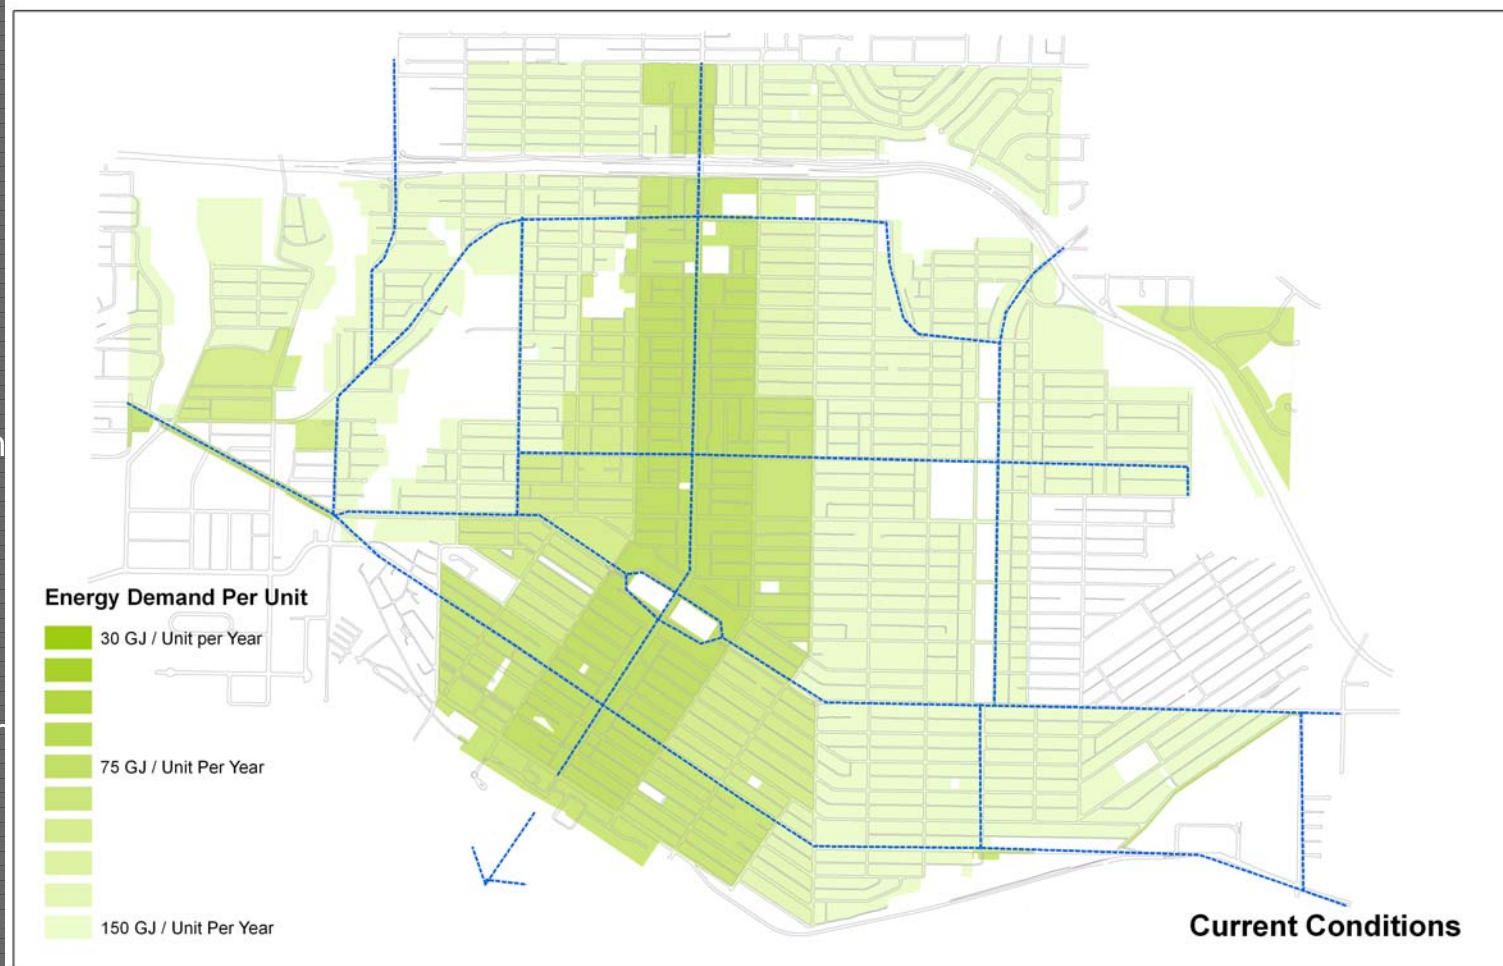 Energy Demand Per Unit
30 GJ / Unit per Year
75 GJ / Unit Per Year
150 GJ / Unit Per Year
Current Conditions